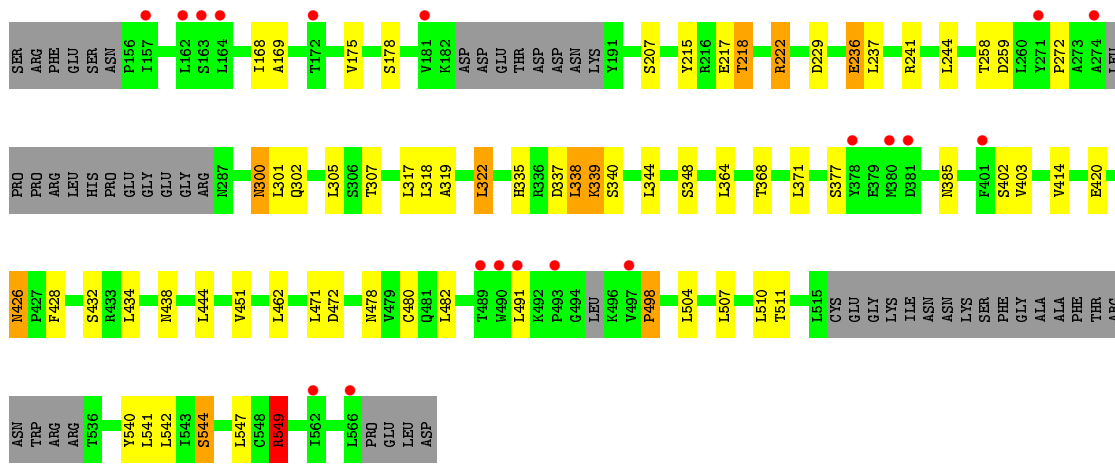 SER ARG PHE GLU SER ASN P156 I157 L162 S163 L164 I168 A169 T172 V175 S178 V181 K182 ASP ASP GLU THR ASP ASP ASN LYS Y191 S207 Y215 R216 E217 T218 R222 D229 E236 L237 R241 L244 T258 D259 L260 Y271 P272 A273 A274 LEU
PRO PRO ARG LEU HIS PRO GLU GLY GLU GLY ARG N287 N300 L301 Q302 L305 S306 T307 L317 L318 A319 L322 H335 R336 D337 L338 K339 S340 L344 S348 L364 T368 L371 S377 Y378 E379 M380 D381 N385 F401 S402 V403 V414 E420
N426 P427 F428 S432 R433 L434 N438 L444 V451 L462 L471 D472 N478 V479 C480 Q481 L482 T489 W490 L491 K492 P493 G494 LEU K496 V497 P498 L504 L507 L510 T511 L515 CYS GLU GLY LYS ILE ASN ASN LYS SER PHE GLY ALA ALA PHE THR ARG
ASN TRP ARG ARG T536 Y540 L541 L542 I543 S544 L547 C548 R549 I562 L566 PRO GLU LEU ASP